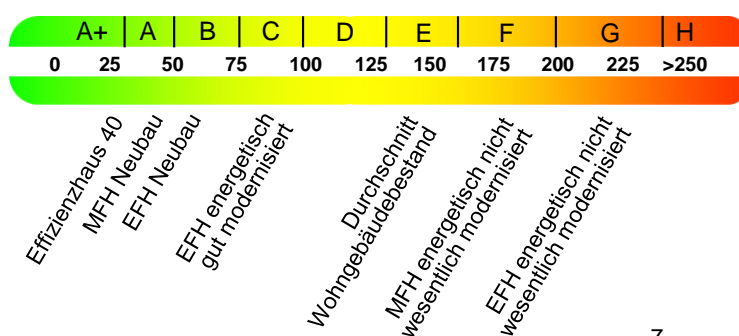 A+ A B C D E F G H
0 25 50 75 100 125 150 175 200 225 >250
Effizienzhaus 40
MFH Neubau
EFH Neubau
EFH energetisch
gut modernisiert
Durchschnitt
Wohngebäudebestand
MFH energetisch nicht
wesentlich modernisiert
EFH energetisch nicht
wesentlich modernisiert
7